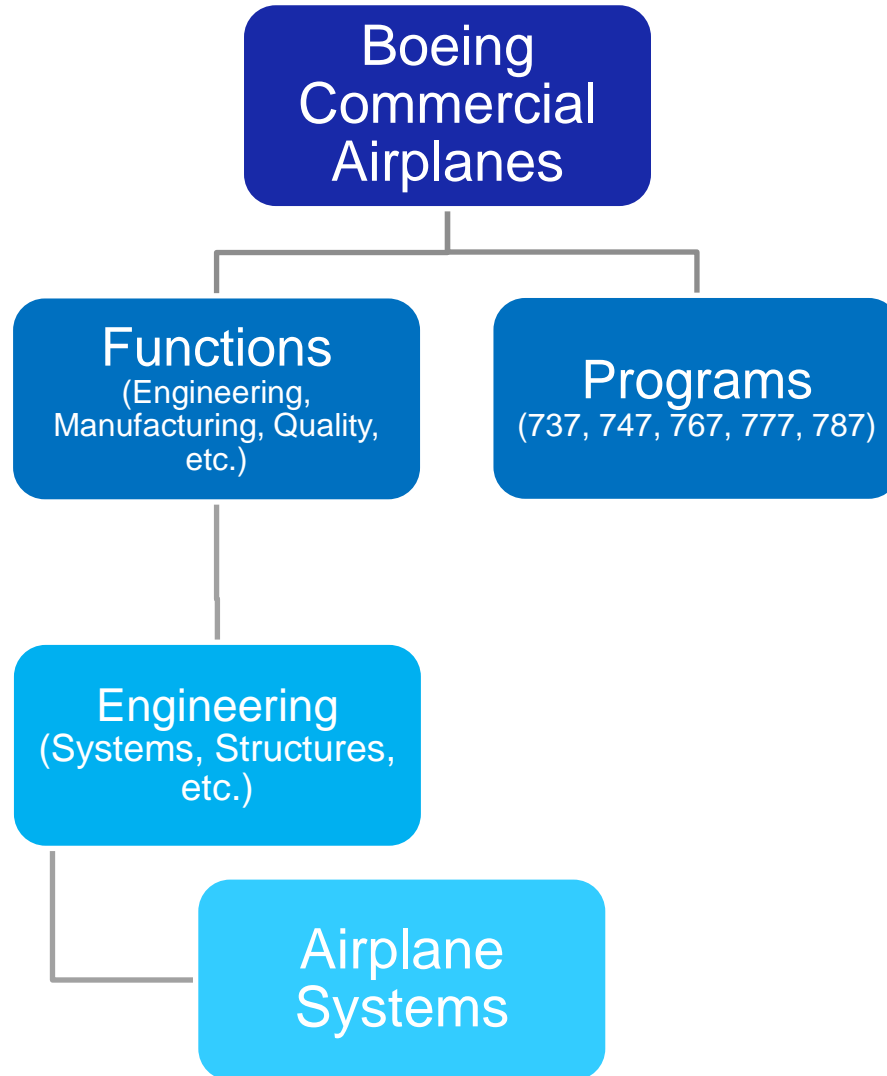 Boeing
Commercial
Airplanes
Functions
(Engineering,
Manufacturing, Quality,
etc.)
Programs
(737, 747, 767, 777, 787)
Engineering
(Systems, Structures,
etc.)
Airplane
Systems